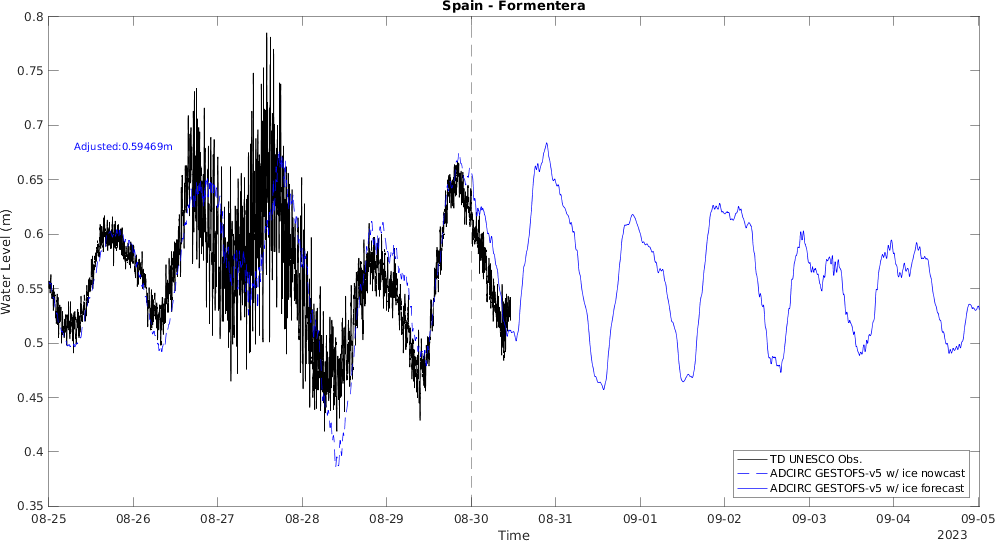 Spain - Formentera
0.8
0.75
0.7
0.65
0.6
0.55
0.5
0.45
0.4
0.35
Water Level (m)
Adjusted:0.59469m
TD UNESCO Obs.
ADCIRC GESTOFS-v5 w/ ice nowcast
ADCIRC GESTOFS-v5 w/ ice forecast
08-25 08-26 08-27 08-28 08-29 08-30 08-31 09-01 09-02 09-03 09-04 09-05
Time
2023